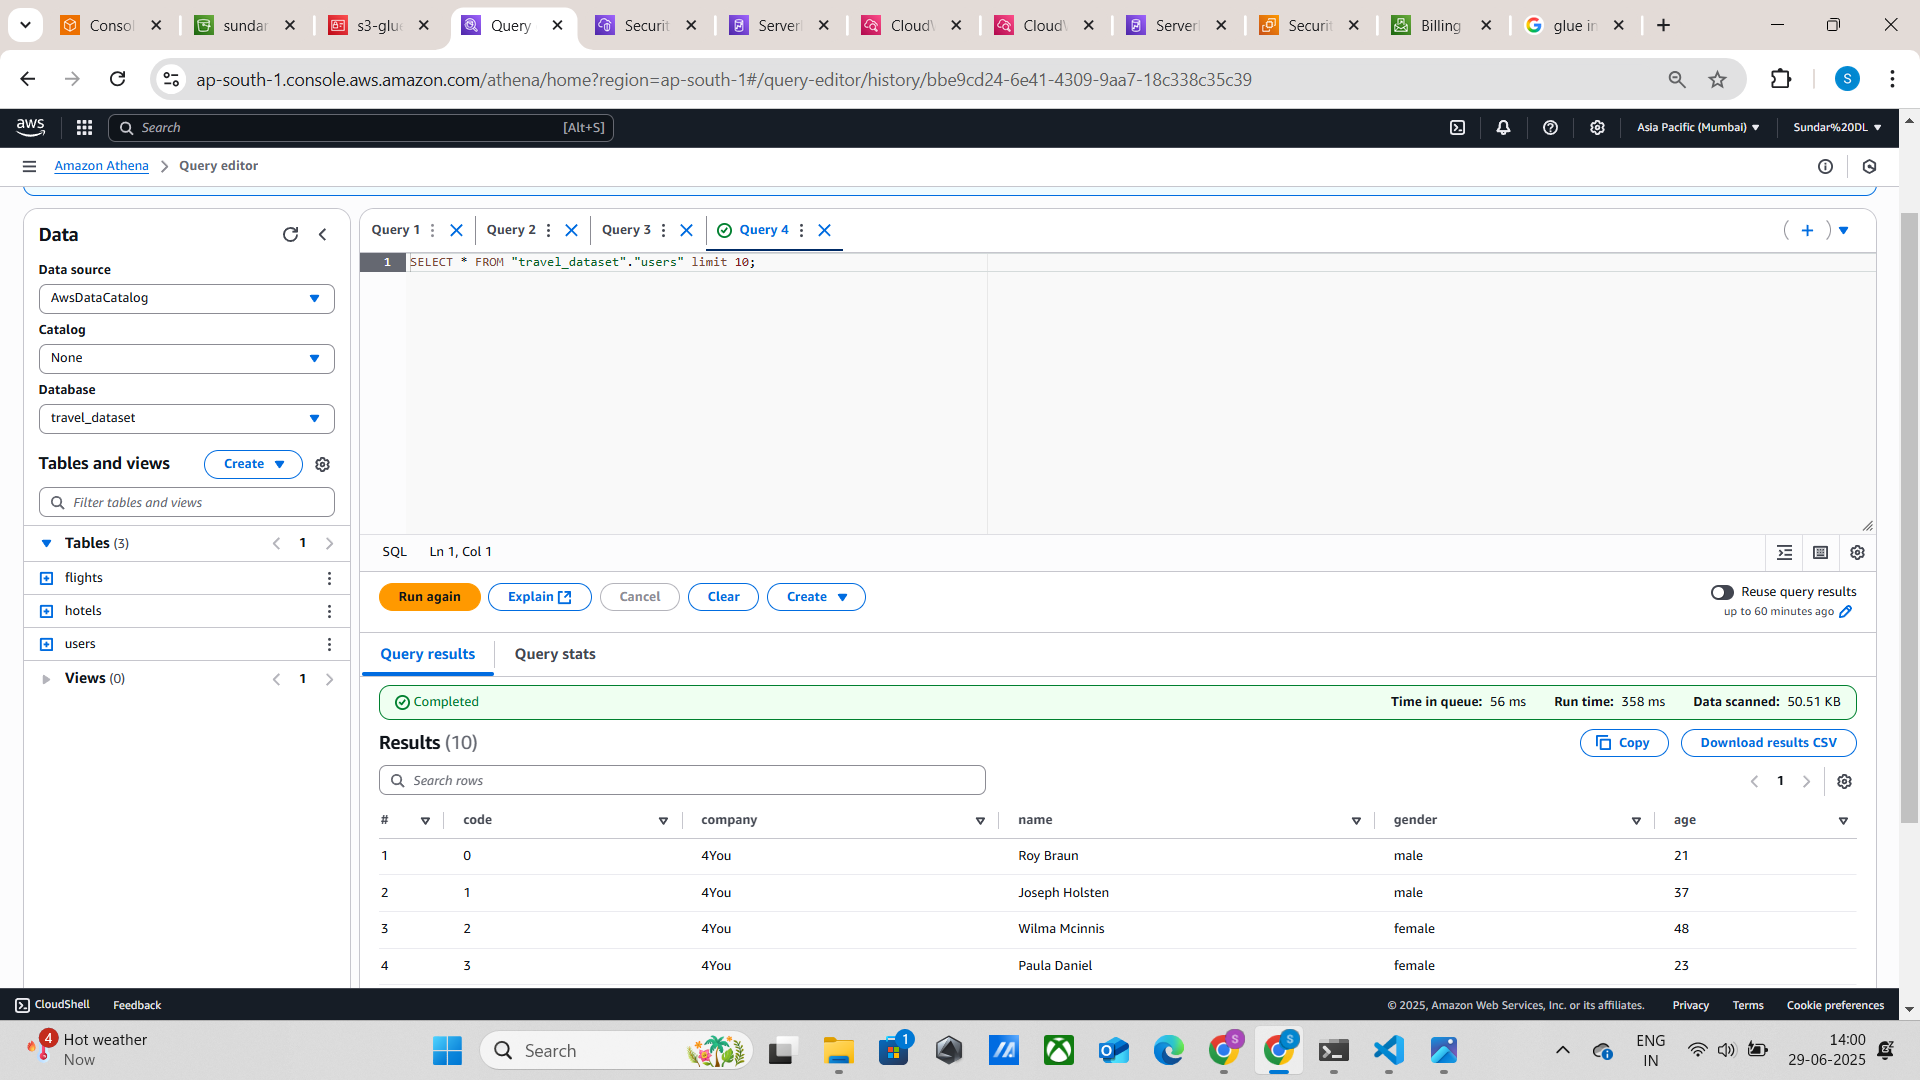 Consol
sundar
s3-glue
Query
Securit
Serverl
CloudW
CloudW
Serverl
Securit
Billing
glue in
ap-south-1.console.aws.amazon.com/athena/home?region=ap-south-1#/query-editor/history/bbe9cd24-6e41-4309-9aa7-18c338c35c39
S
aws
Search
[Alt+S]
Asia Pacific (Mumbai)
Sundar%20DL
Amazon Athena
Query editor
Data
Data source
AwsDataCatalog
Catalog
None
Database
travel_dataset
Tables and views
Create
Filter tables and views
Tables (3)
1
flights
hotels
users
Views (0)
1
Query 1
Query 2
Query 3
Query 4
1 SELECT * FROM "travel_dataset"."users" limit 10;
SQL Ln 1, Col 1
Run again
Explain
Cancel
Clear
Create
Reuse query results
up to 60 minutes ago
Query results
Query stats
Completed
Time in queue: 56 ms
Run time: 358 ms
Data scanned: 50.51 KB
Results (10)
Copy
Download results CSV
Search rows
1
# code company name gender age
1 0 4You Roy Braun male 21
2 1 4You Joseph Holsten male 37
3 2 4You Wilma Mcinnis female 48
4 3 4You Paula Daniel female 23
CloudShell
Feedback
© 2025, Amazon Web Services, Inc. or its affiliates.
Privacy
Terms
Cookie preferences
4
Hot weather
Now
Search
1
S
S
ENG
IN
14:00
29-06-2025